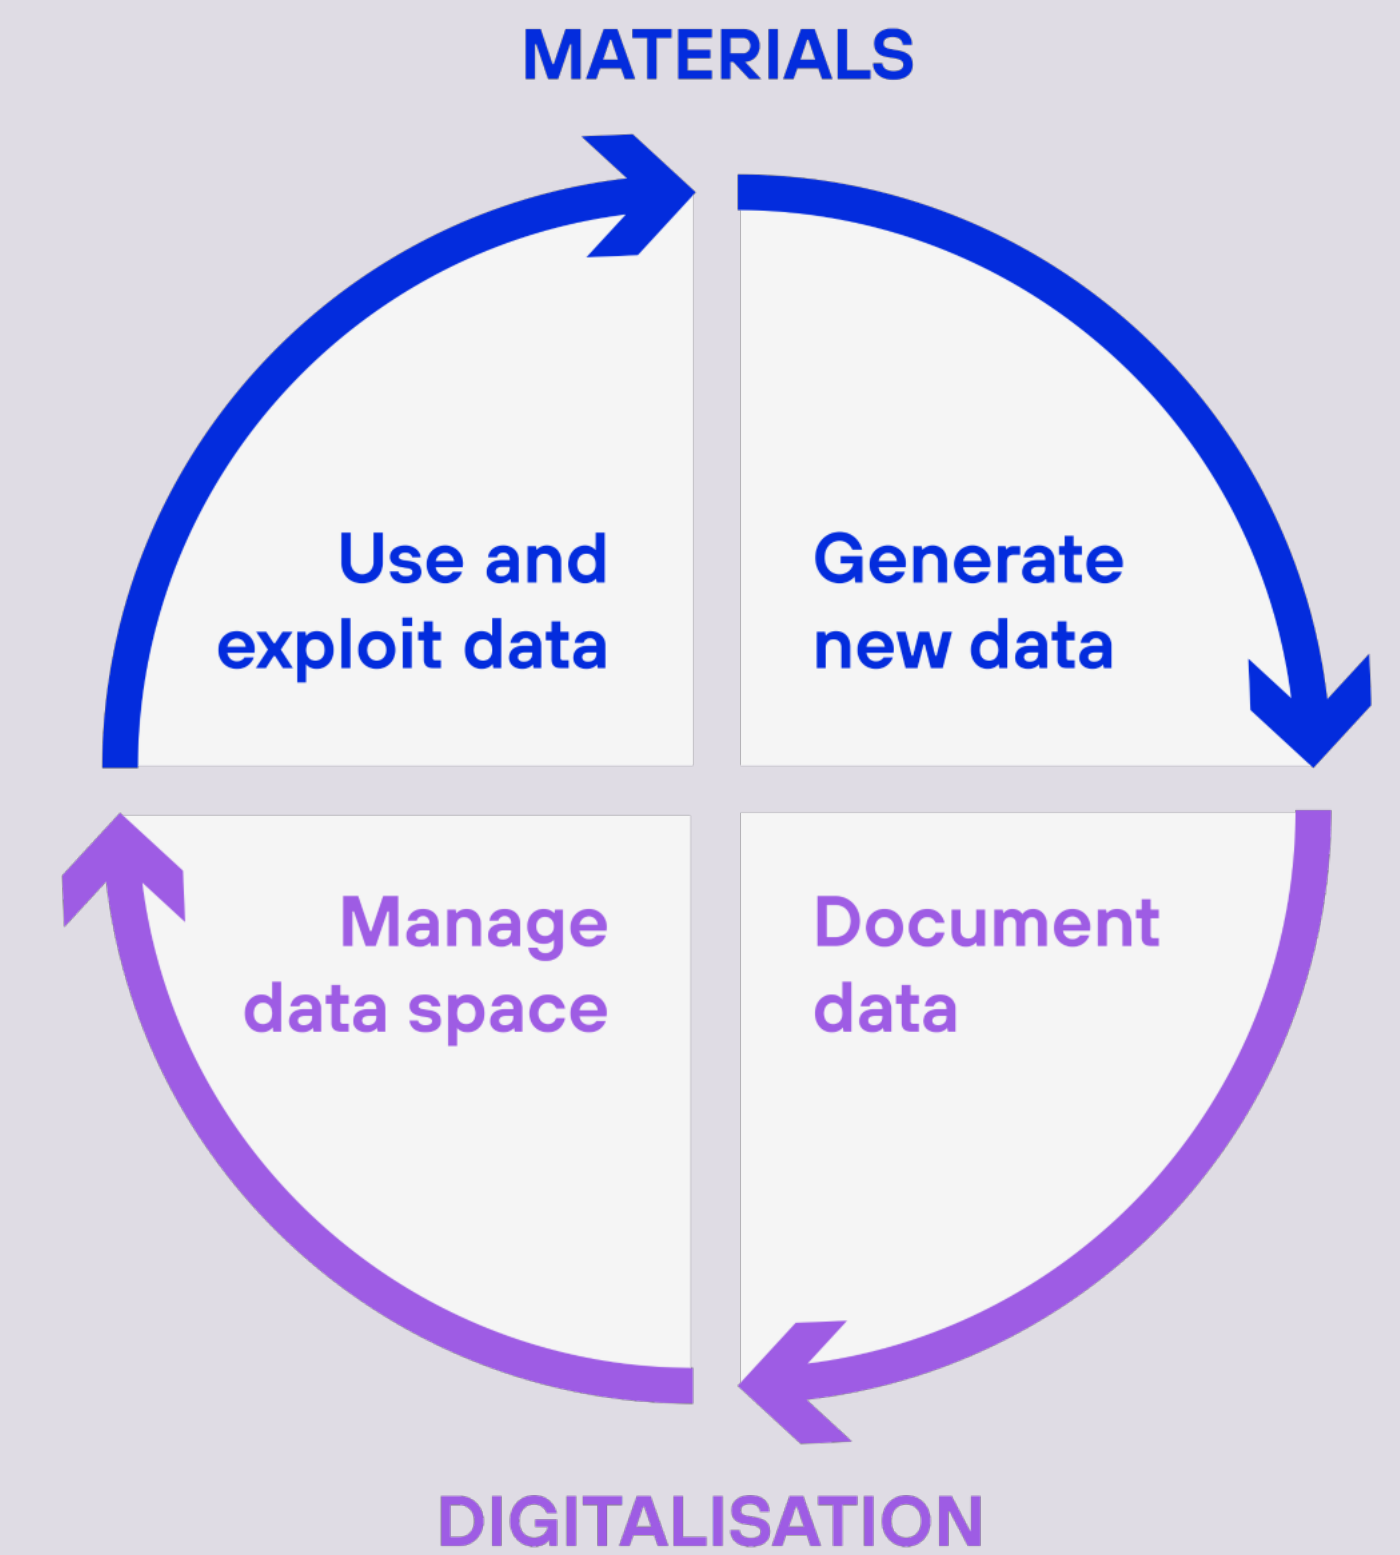 MATERIALS
Use and
exploit data
Generate
new data
Manage
data space
Document
data
DIGITALISATION